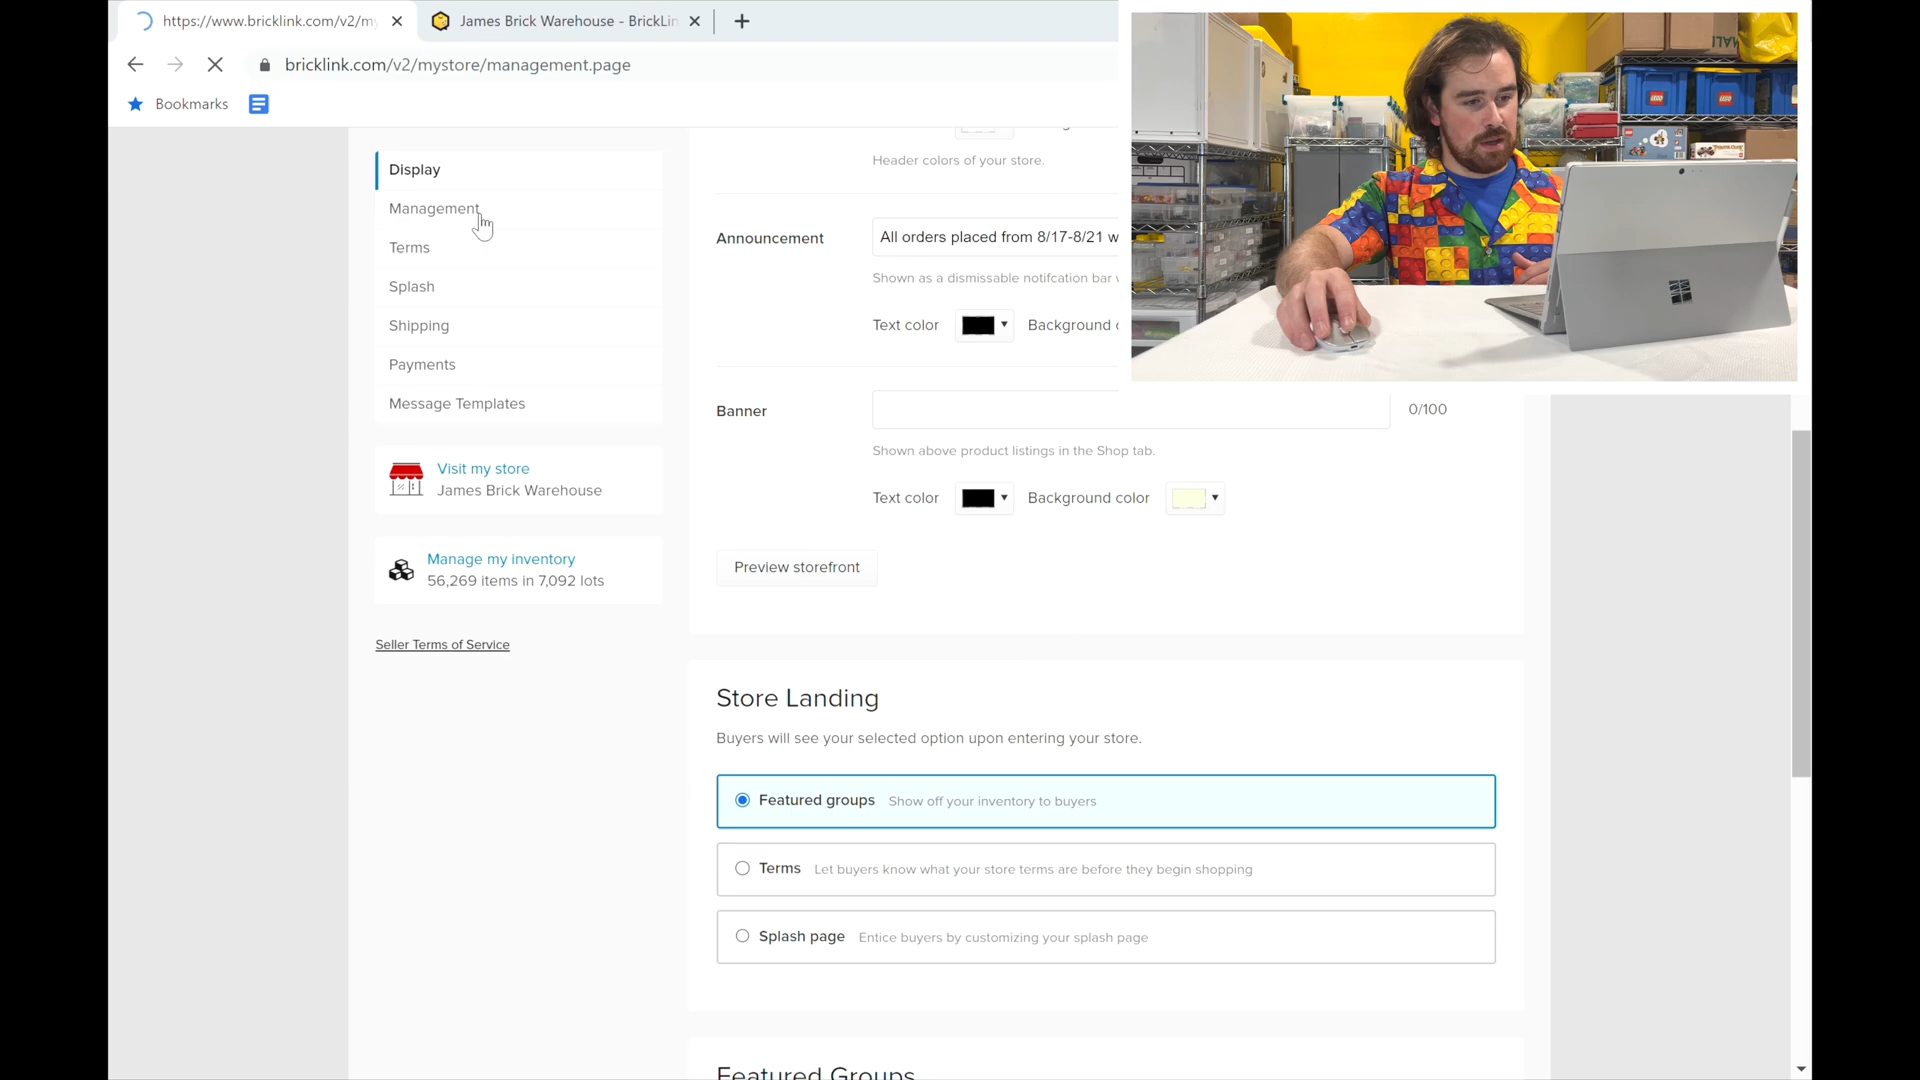 https://www.bricklink.com/v2/my
James Brick Warehouse - BrickLin
bricklink.com/v2/mystore/management.page
Bookmarks
Display
Management
Terms
Splash
Shipping
Payments
Message Templates
Visit my store
James Brick Warehouse
Manage my inventory
56,269 items in 7,092 lots
Seller Terms of Service
Header colors of your store.
Announcement
All orders placed from 8/17-8/21 w
Shown as a dismissable notifcation bar
Text color
Background
Banner
0/100
Shown above product listings in the Shop tab.
Text color
Background color
Preview storefront
Store Landing
Buyers will see your selected option upon entering your store.
Featured groups Show off your inventory to buyers
Terms Let buyers know what your store terms are before they begin shopping
Splash page Entice buyers by customizing your splash page
Featured Groups
LEGO
LEGO